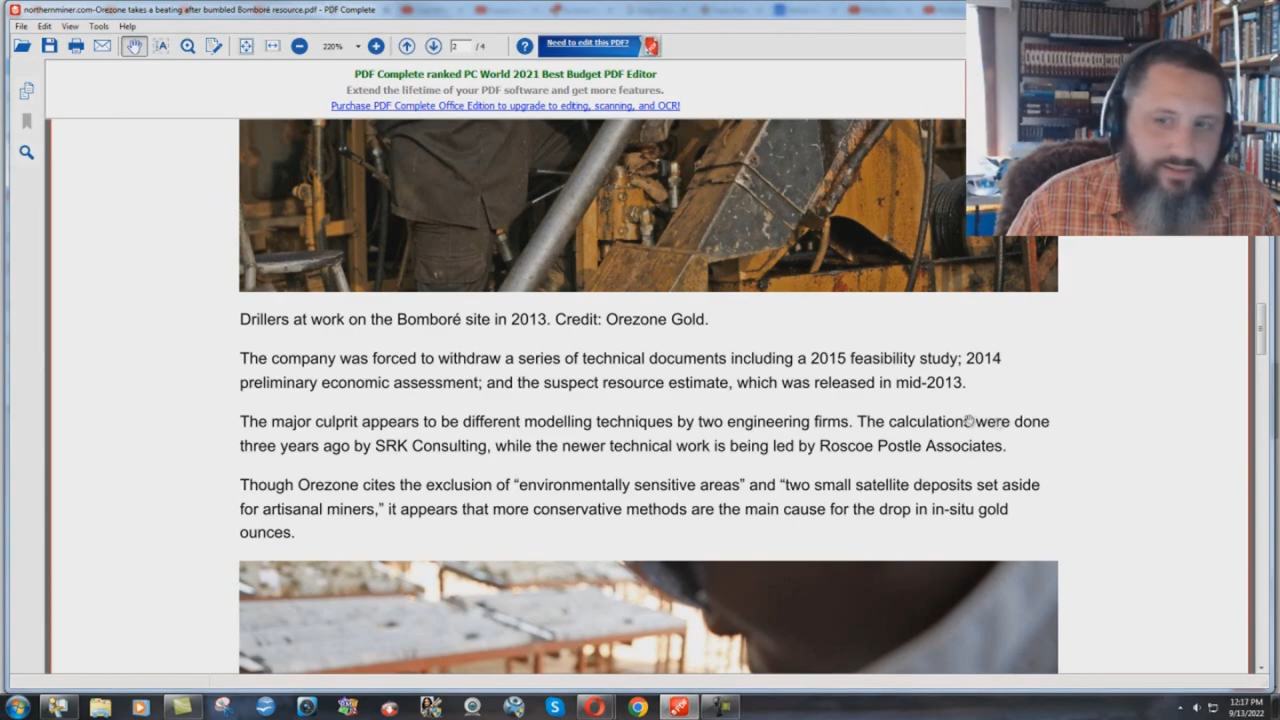 northernminer.com-Orezone takes a beating after bumbled Bomboré resource.pdf - PDF Complete
File Edit View Tools Help
220% 2 / 4 Need to edit this PDF?
PDF Complete ranked PC World 2021 Best Budget PDF Editor
Extend the lifetime of your PDF software and get more features.
Purchase PDF Complete Office Edition to upgrade to editing, scanning, and OCR!
Drillers at work on the Bomboré site in 2013. Credit: Orezone Gold.
The company was forced to withdraw a series of technical documents including a 2015 feasibility study; 2014
preliminary economic assessment; and the suspect resource estimate, which was released in mid-2013.
The major culprit appears to be different modelling techniques by two engineering firms. The calculations were done
three years ago by SRK Consulting, while the newer technical work is being led by Roscoe Postle Associates.
Though Orezone cites the exclusion of “environmentally sensitive areas” and “two small satellite deposits set aside
for artisanal miners,” it appears that more conservative methods are the main cause for the drop in in-situ gold
ounces.
12:17 PM
9/13/2022